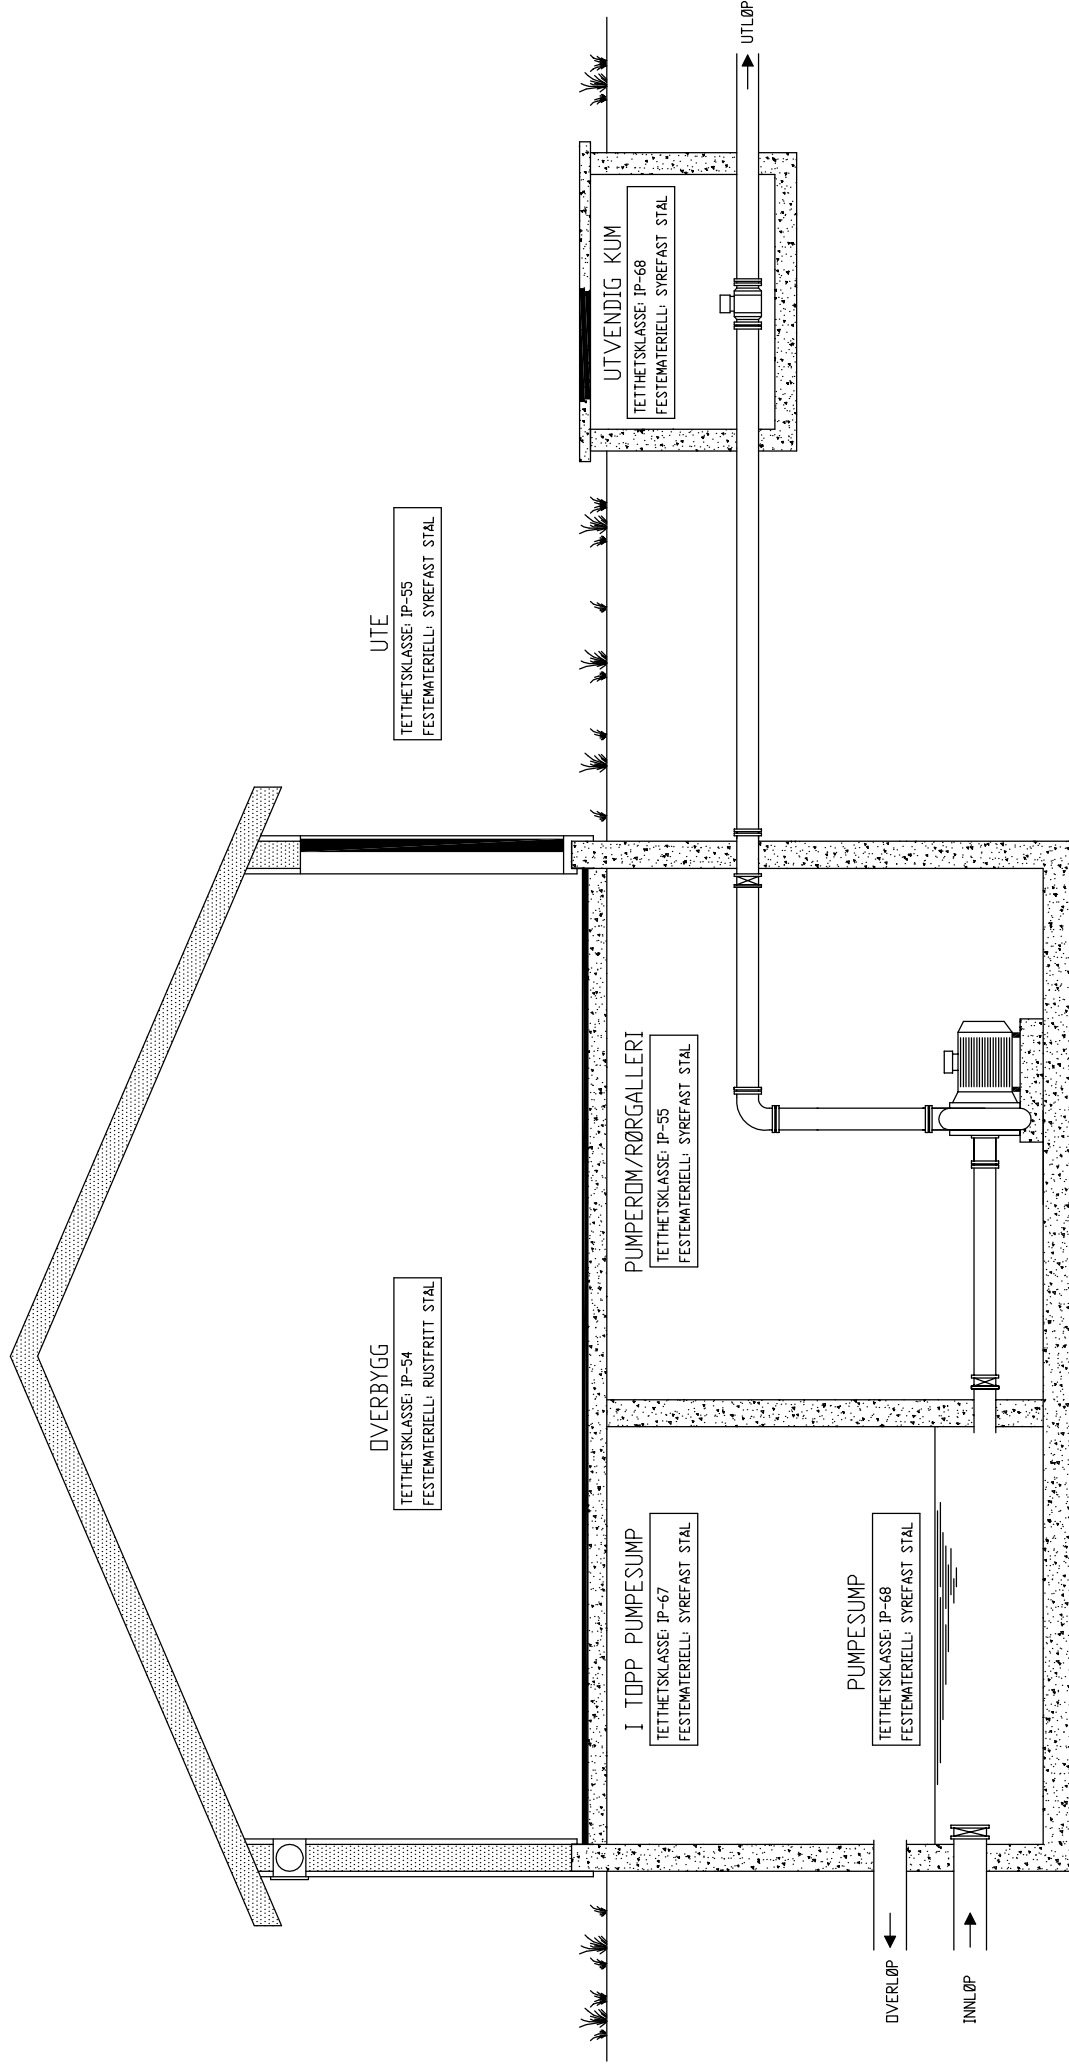 OVERBYGG
TETTHETSKLASSE: IP-54
FESTEMATERIELL: RUSTFRITT STÅL
UTE
TETTHETSKLASSE: IP-55
FESTEMATERIELL: SYREFAST STÅL
I TOPP PUMPESUMP
TETTHETSKLASSE: IP-67
FESTEMATERIELL: SYREFAST STÅL
PUMPEROM/RØRGALLERI
TETTHETSKLASSE: IP-55
FESTEMATERIELL: SYREFAST STÅL
UTVENDIG KUM
TETTHETSKLASSE: IP-68
FESTEMATERIELL: SYREFAST STÅL
UTLØP
PUMPESUMP
TETTHETSKLASSE: IP-68
FESTEMATERIELL: SYREFAST STÅL
OVERLØP
INNLØP